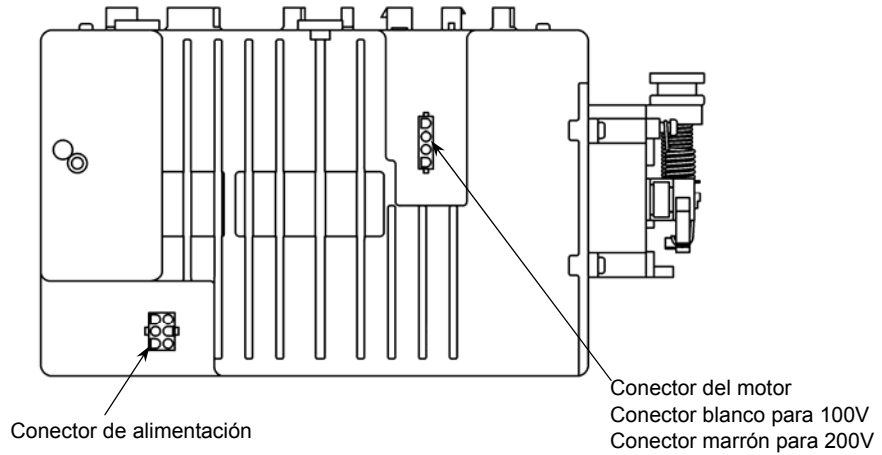 Conector de alimentación
Conector del motor
Conector blanco para 100V
Conector marrón para 200V